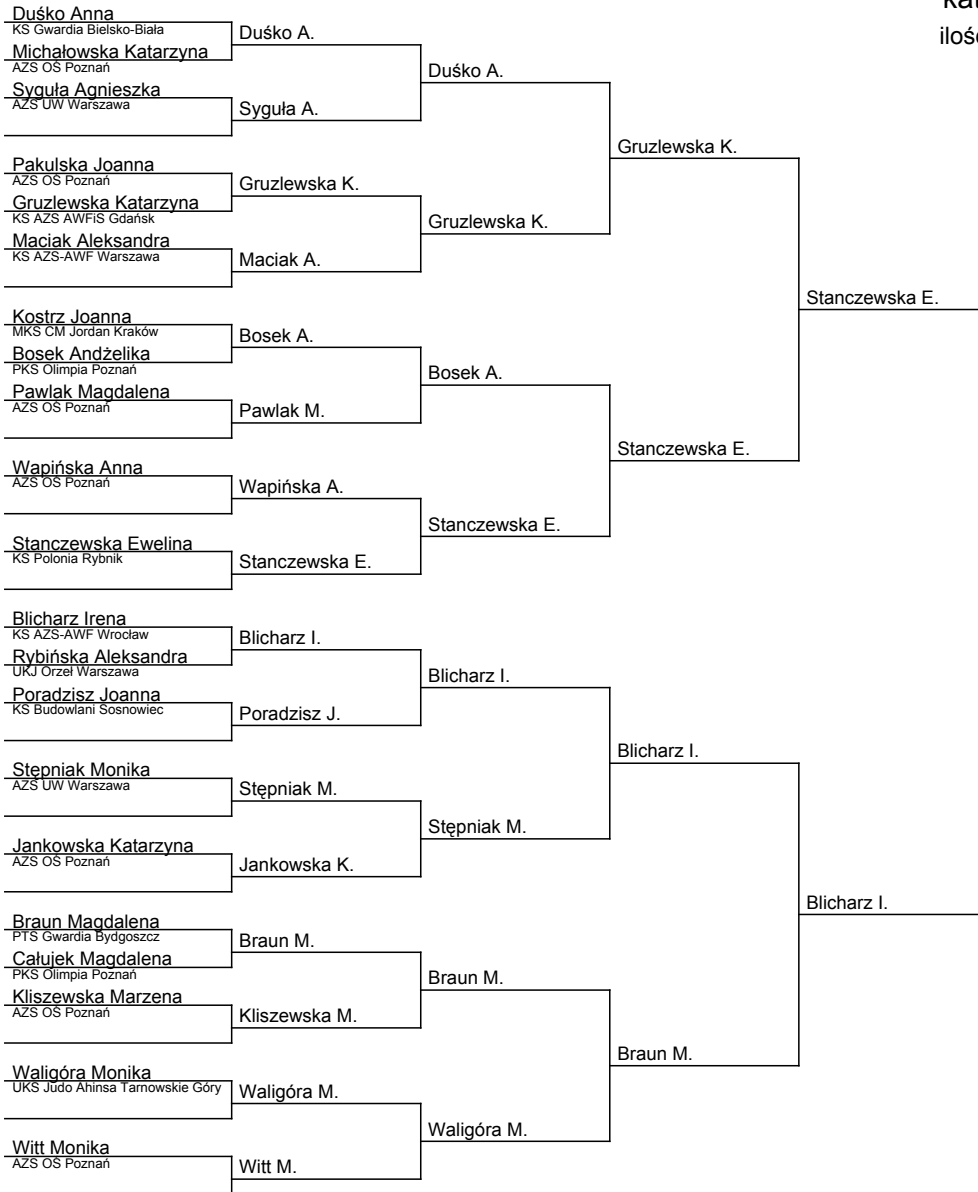 Duśko Anna
KS Gwardia Bielsko-Biała
Michałowska Katarzyna
AZS OŚ Poznań
Syguła Agnieszka
AZS UW Warszawa
Pakulska Joanna
AZS OŚ Poznań
Gruzlewska Katarzyna
KS AZS AWFiS Gdańsk
Maciak Aleksandra
KS AZS-AWF Warszawa
Kostrz Joanna
MKS CM Jordan Kraków
Bosek Andżelika
PKS Olimpia Poznań
Pawlak Magdalena
AZS OŚ Poznań
Wapińska Anna
AZS OŚ Poznań
Stanczewska Ewelina
KS Polonia Rybnik
Blicharz Irena
KS AZS-AWF Wrocław
Rybińska Aleksandra
UKJ Orzeł Warszawa
Poradzisz Joanna
KS Budowlani Sosnowiec
Stępniak Monika
AZS UW Warszawa
Jankowska Katarzyna
AZS OŚ Poznań
Braun Magdalena
PTS Gwardia Bydgoszcz
Całujek Magdalena
PKS Olimpia Poznań
Kliszewska Marzena
AZS OŚ Poznań
Waligóra Monika
UKS Judo Ahinsa Tarnowskie Góry
Witt Monika
AZS OŚ Poznań
Duśko A.
Syguła A.
Gruzlewska K.
Maciak A.
Bosek A.
Pawlak M.
Wapińska A.
Stanczewska E.
Blicharz I.
Poradzisz J.
Stępniak M.
Jankowska K.
Braun M.
Kliszewska M.
Waligóra M.
Witt M.
Duśko A.
Gruzlewska K.
Bosek A.
Stanczewska E.
Blicharz I.
Stępniak M.
Braun M.
Waligóra M.
Gruzlewska K.
Stanczewska E.
Blicharz I.
Braun M.
Stanczewska E.
Blicharz I.